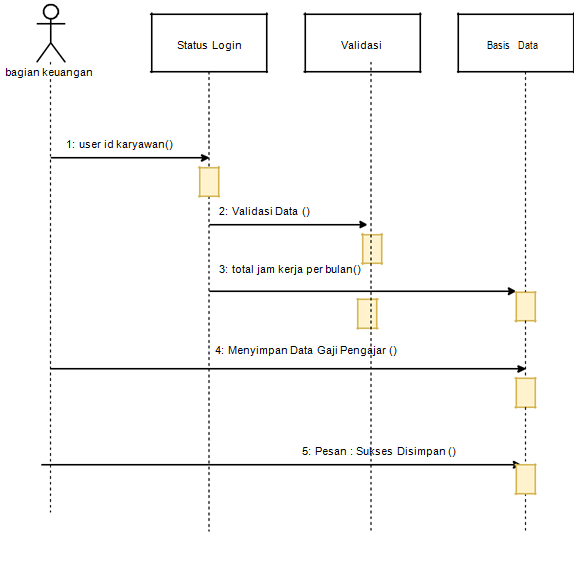 Status Login
Validasi
Basis Data
bagian keuangan
1: user id karyawan()
2: Validasi Data ()
3: total jam kerja per bulan()
4: Menyimpan Data Gaji Pengajar ()
5: Pesan : Sukses Disimpan ()